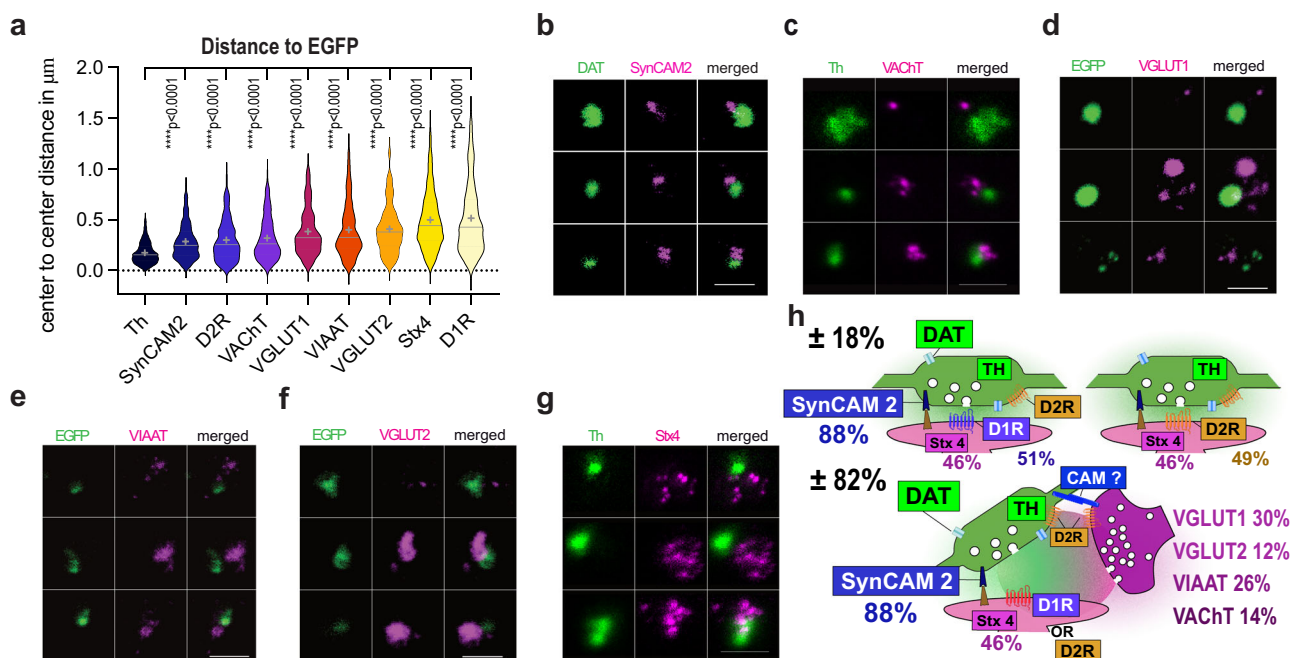 a
Distance to EGFP
center to center distance in µm
2.0
1.5
1.0
0.5
0.0
****p<0.0001
****p<0.0001
****p<0.0001
****p<0.0001
****p<0.0001
****p<0.0001
****p<0.0001
****p<0.0001
Th
SynCAM2
D2R
VAChT
VGLUT1
VIAAT
VGLUT2
Stx4
D1R
b
DAT SynCAM2 merged
c
Th VAChT merged
d
EGFP VGLUT1 merged
e
EGFP VIAAT merged
f
EGFP VGLUT2 merged
g
Th Stx4 merged
h
± 18%
DAT
TH
TH
SynCAM 2
88%
D2R
D1R
D2R
Stx 4
Stx 4
46%
51%
46%
49%
± 82%
CAM ?
DAT
TH
D2R
VGLUT1 30%
VGLUT2 12%
VIAAT 26%
VAChT 14%
SynCAM 2
88%
D1R
Stx 4
46%
OR
D2R